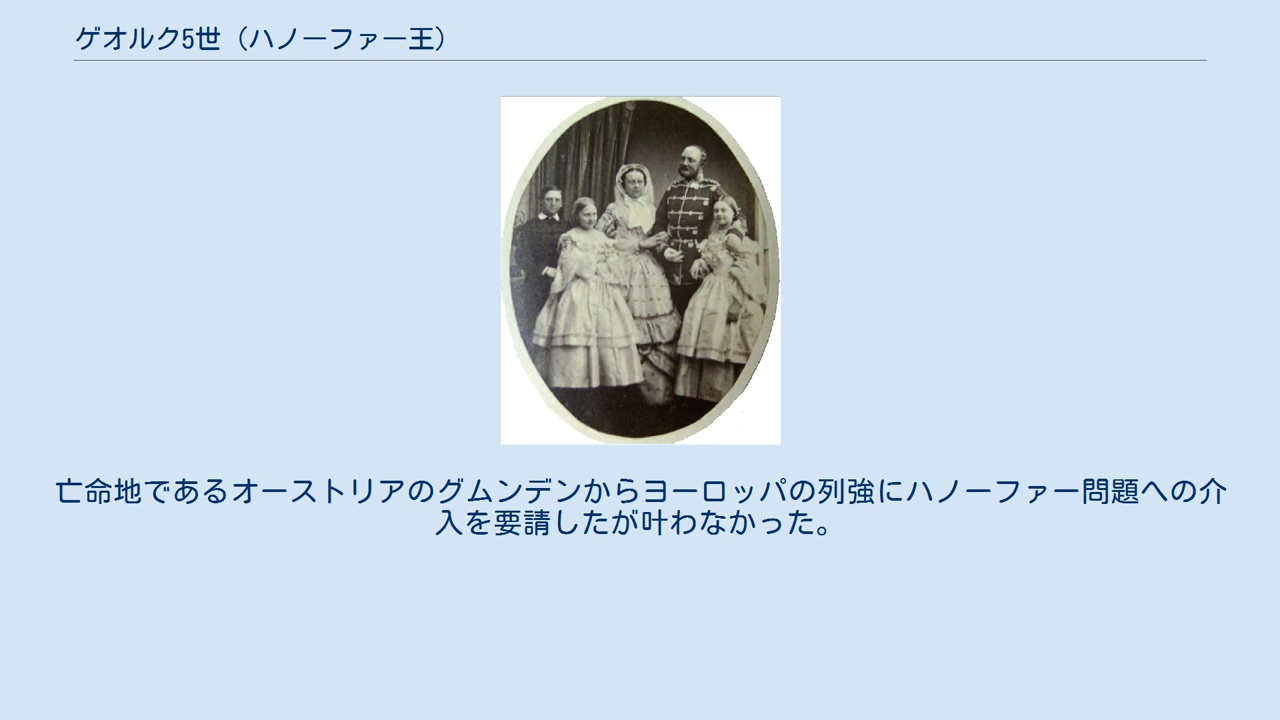 ゲオルク5世（ハノーファー王）
亡命地であるオーストリアのグムンデンからヨーロッパの列強にハノーファー問題への介
入を要請したが叶わなかった。